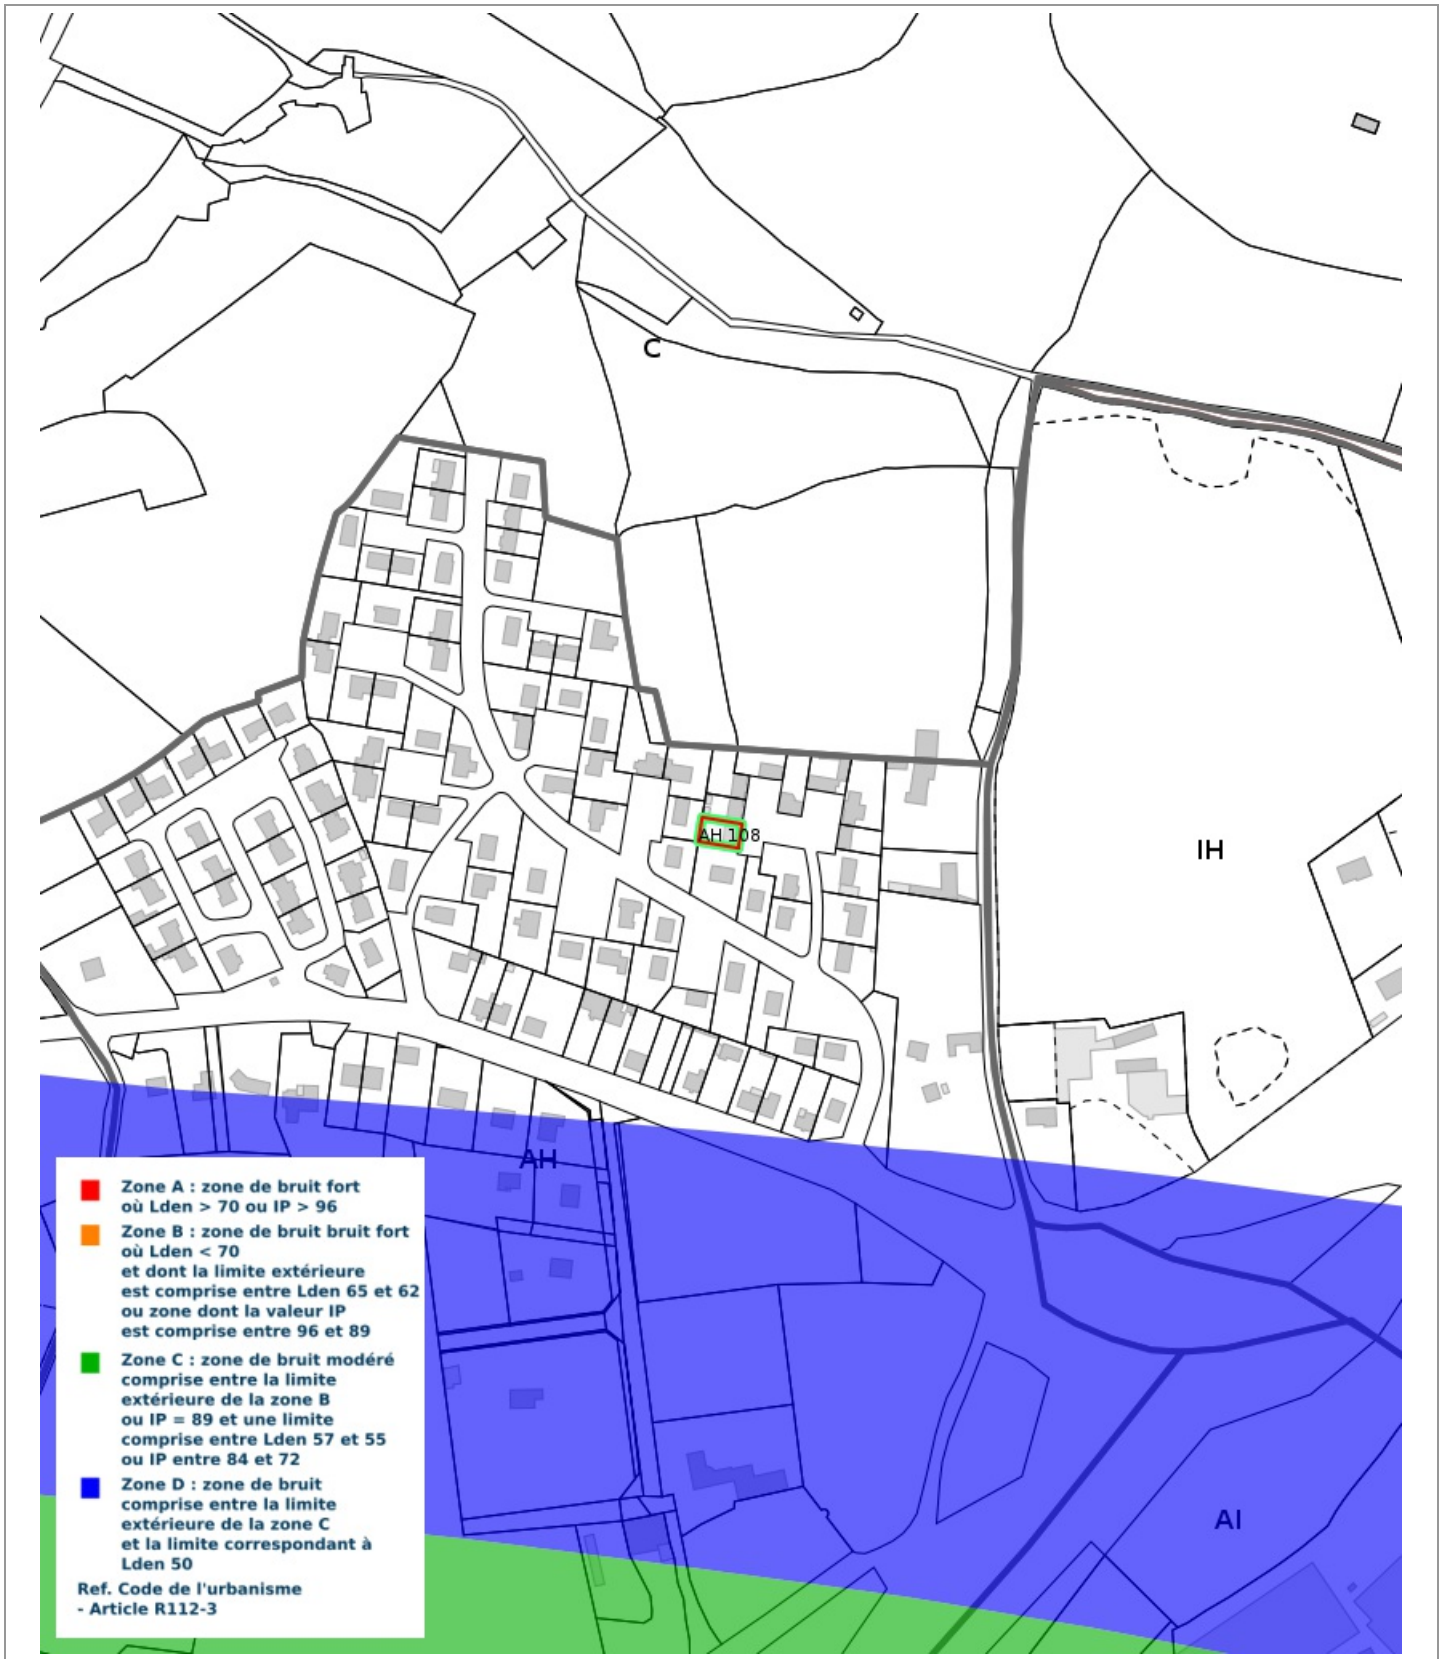 C
AH 108
IH
AH
Zone A : zone de bruit fort
où Lden > 70 ou IP > 96
Zone B : zone de bruit bruit fort
où Lden < 70
et dont la limite extérieure
est comprise entre Lden 65 et 62
ou zone dont la valeur IP
est comprise entre 96 et 89
Zone C : zone de bruit modéré
comprise entre la limite
extérieure de la zone B
ou IP = 89 et une limite
comprise entre Lden 57 et 55
ou IP entre 84 et 72
Zone D : zone de bruit
comprise entre la limite
extérieure de la zone C
et la limite correspondant à
Lden 50
Ref. Code de l'urbanisme
- Article R112-3
AI